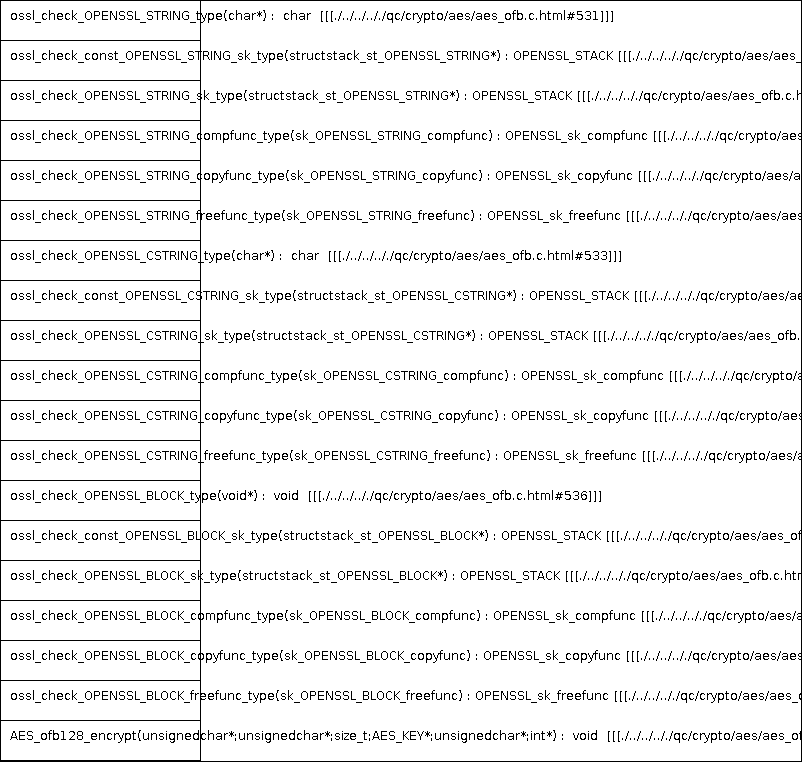 ossl_check_OPENSSL_STRING_type(char*) : char [[[./../../../qc/crypto/aes/aes_ofb.c.html#531]]]
ossl_check_const_OPENSSL_STRING_sk_type(structstack_st_OPENSSL_STRING*) : OPENSSL_STACK [[[./../../../qc/crypto/aes/aes_
ossl_check_OPENSSL_STRING_sk_type(structstack_st_OPENSSL_STRING*) : OPENSSL_STACK [[[./../../../qc/crypto/aes/aes_ofb.c.h
ossl_check_OPENSSL_STRING_compfunc_type(sk_OPENSSL_STRING_compfunc) : OPENSSL_sk_compfunc [[[./../../../qc/crypto/aes
ossl_check_OPENSSL_STRING_copyfunc_type(sk_OPENSSL_STRING_copyfunc) : OPENSSL_sk_copyfunc [[[./../../../qc/crypto/aes/a
ossl_check_OPENSSL_STRING_freefunc_type(sk_OPENSSL_STRING_freefunc) : OPENSSL_sk_freefunc [[[./../../../qc/crypto/aes/aes
ossl_check_OPENSSL_CSTRING_type(char*) : char [[[./../../../qc/crypto/aes/aes_ofb.c.html#533]]]
ossl_check_const_OPENSSL_CSTRING_sk_type(structstack_st_OPENSSL_CSTRING*) : OPENSSL_STACK [[[./../../../qc/crypto/aes/ae
ossl_check_OPENSSL_CSTRING_sk_type(structstack_st_OPENSSL_CSTRING*) : OPENSSL_STACK [[[./../../../qc/crypto/aes/aes_ofb.
ossl_check_OPENSSL_CSTRING_compfunc_type(sk_OPENSSL_CSTRING_compfunc) : OPENSSL_sk_compfunc [[[./../../../qc/crypto/a
ossl_check_OPENSSL_CSTRING_copyfunc_type(sk_OPENSSL_CSTRING_copyfunc) : OPENSSL_sk_copyfunc [[[./../../../qc/crypto/aes
ossl_check_OPENSSL_CSTRING_freefunc_type(sk_OPENSSL_CSTRING_freefunc) : OPENSSL_sk_freefunc [[[./../../../qc/crypto/aes/a
ossl_check_OPENSSL_BLOCK_type(void*) : void [[[./../../../qc/crypto/aes/aes_ofb.c.html#536]]]
ossl_check_const_OPENSSL_BLOCK_sk_type(structstack_st_OPENSSL_BLOCK*) : OPENSSL_STACK [[[./../../../qc/crypto/aes/aes_of
ossl_check_OPENSSL_BLOCK_sk_type(structstack_st_OPENSSL_BLOCK*) : OPENSSL_STACK [[[./../../../qc/crypto/aes/aes_ofb.c.htm
ossl_check_OPENSSL_BLOCK_compfunc_type(sk_OPENSSL_BLOCK_compfunc) : OPENSSL_sk_compfunc [[[./../../../qc/crypto/aes/a
ossl_check_OPENSSL_BLOCK_copyfunc_type(sk_OPENSSL_BLOCK_copyfunc) : OPENSSL_sk_copyfunc [[[./../../../qc/crypto/aes/aes
ossl_check_OPENSSL_BLOCK_freefunc_type(sk_OPENSSL_BLOCK_freefunc) : OPENSSL_sk_freefunc [[[./../../../qc/crypto/aes/aes_o
AES_ofb128_encrypt(unsignedchar*;unsignedchar*;size_t;AES_KEY*;unsignedchar*;int*) : void [[[./../../../qc/crypto/aes/aes_of